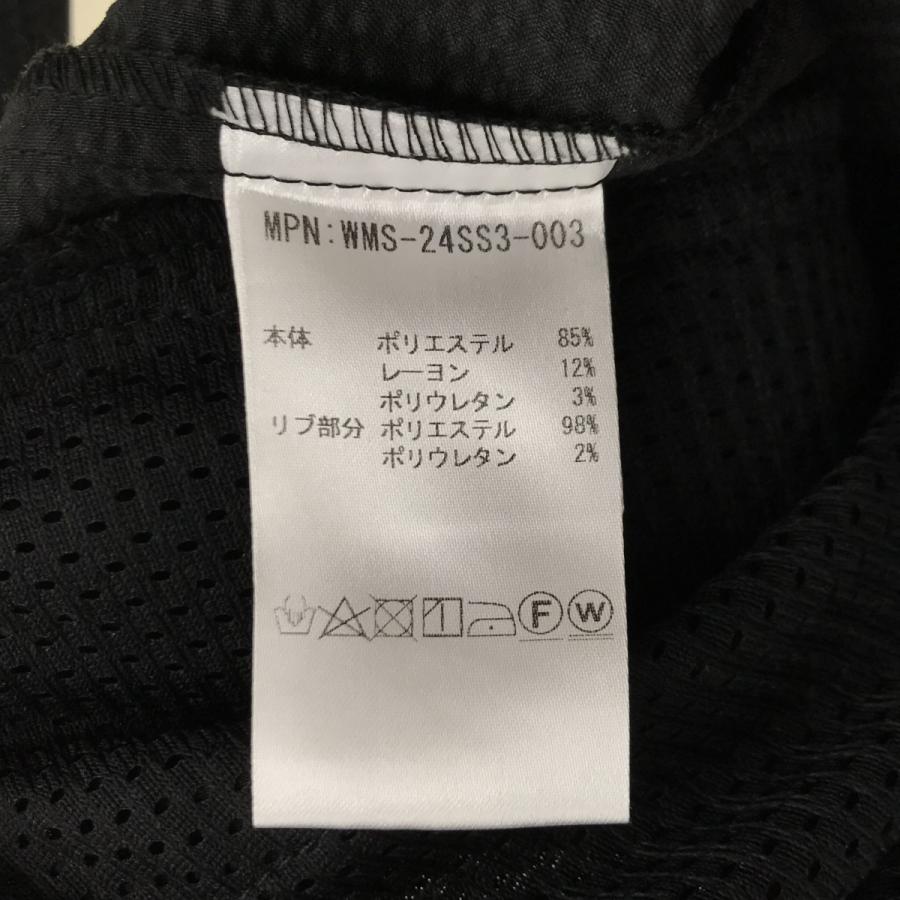 MPN:WMS-24SS3-003
本体 ポリエステル 85%
レーヨン 12%
ポリウレタン 3%
リブ部分 ポリエステル 98%
ポリウレタン 2%
F W